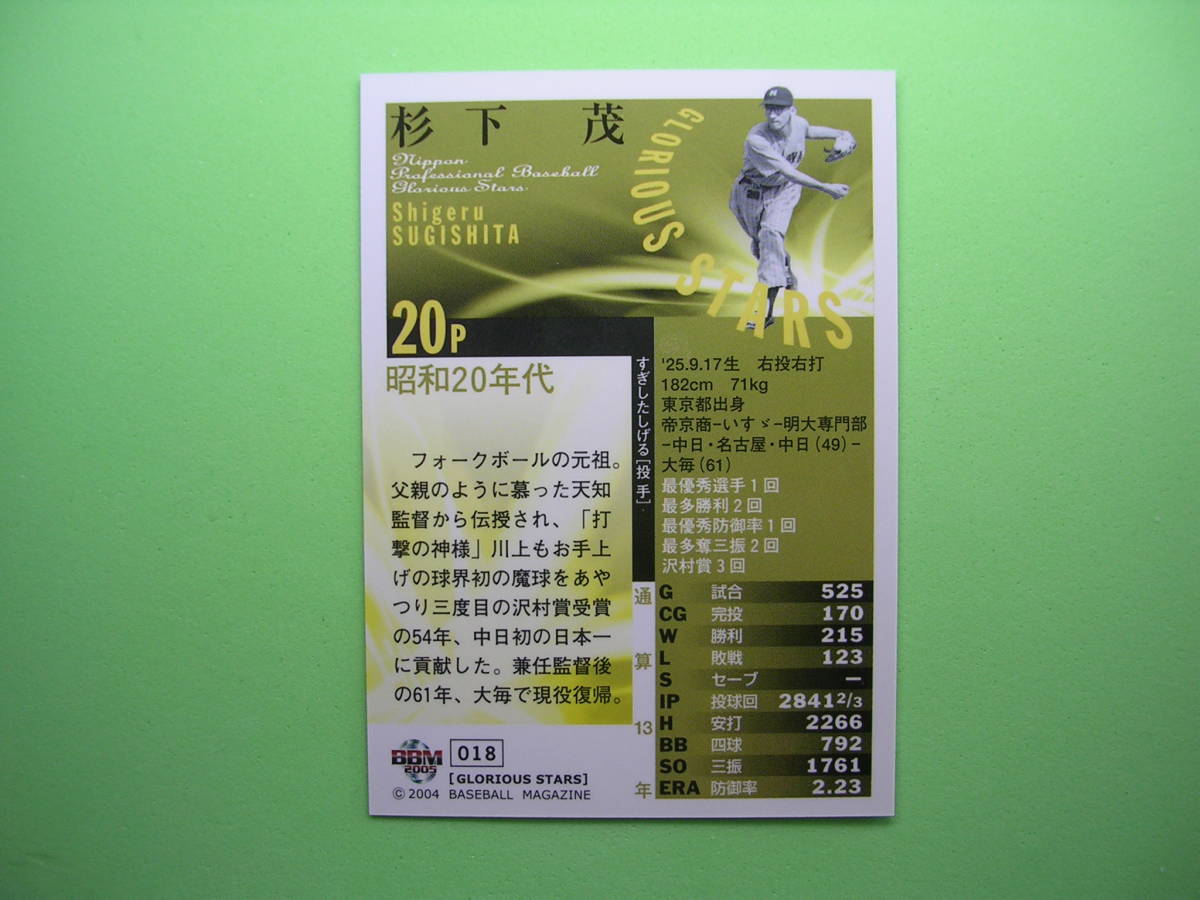 杉下 茂
Nippon
Professional Baseball
Glorious Stars
Shigeru
SUGISHITA
GLORIOUS STARS
20P
昭和20年代
フォークボールの元祖。
父親のように慕った天知
監督から伝授され、「打
撃の神様」川上もお手上
げの球界初の魔球をあや
つり三度目の沢村賞受賞
の54年、中日初の日本一
に貢献した。兼任監督後
の61年、大毎で現役復帰。
すぎしたしげる[投手]
'25.9.17生 右投右打
182cm 71kg
東京都出身
帝京商−いすゞ−明大専門部
−中日・名古屋・中日(49)−
大毎(61)
最優秀選手1回
最多勝利2回
最優秀防御率1回
最多奪三振2回
沢村賞3回
通算13年
G 試合 525
CG 完投 170
W 勝利 215
L 敗戦 123
S セーブ −
IP 投球回 2841 2/3
H 安打 2266
BB 四球 792
SO 三振 1761
ERA 防御率 2.23
BBM
2005
018
[GLORIOUS STARS]
© 2004 BASEBALL MAGAZINE